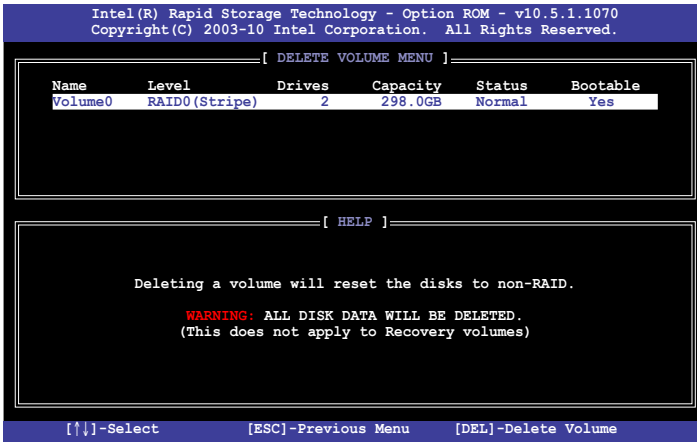 Intel(R) Rapid Storage Technology - Option ROM - v10.5.1.1070
Copyright(C) 2003-10 Intel Corporation. All Rights Reserved.
[ DELETE VOLUME MENU ]
Name Level Drives Capacity Status Bootable
Volume0 RAID0(Stripe) 2 298.0GB Normal Yes
[ HELP ]
Deleting a volume will reset the disks to non-RAID.
WARNING: ALL DISK DATA WILL BE DELETED.
(This does not apply to Recovery volumes)
[↑↓]-Select [ESC]-Previous Menu [DEL]-Delete Volume